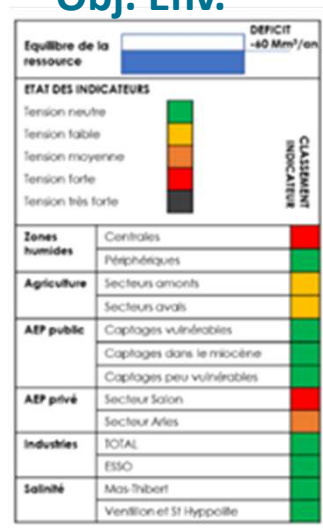 Obj. Env.
Equilibre de la ressource
DEFICIT
-60 Mm³/an
ETAT DES INDICATEURS
Tension neutre
Tension faible
Tension moyenne
Tension forte
Tension très forte
CLASSEMENT INDICATEUR
Zones humides
Centrales
Périphériques
Agriculture
Secteurs amonts
Secteurs avals
AEP public
Captages vulnérables
Captages dans le miocène
Captages peu vulnérables
AEP privé
Secteur Salon
Secteur Arles
Industries
TOTAL
ESSO
Salinité
Mas-Thibert
Ventillon et St Hyppolite